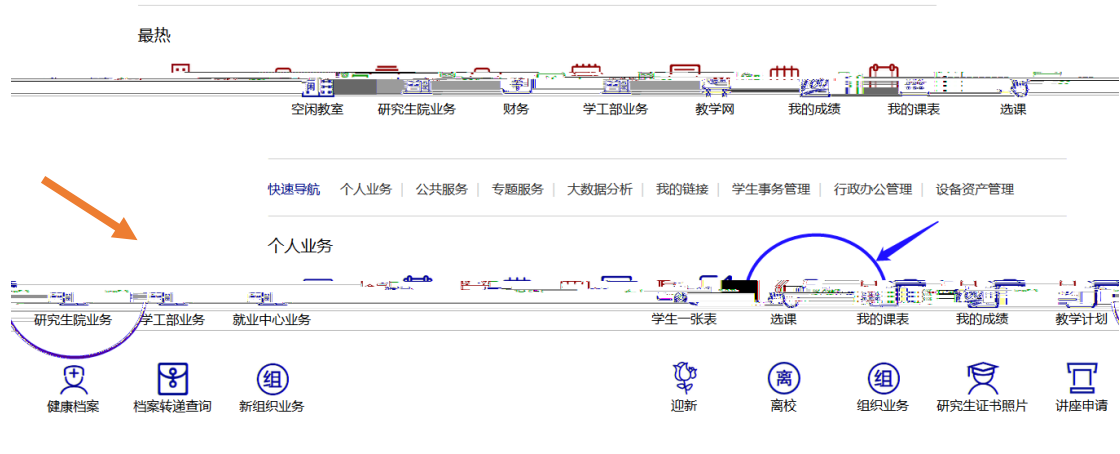 最热
空闲教室 研究生院业务 财务 学工部业务 教学网 我的成绩 我的课表 选课
快速导航 个人业务 公共服务 专题服务 大数据分析 我的链接 学生事务管理 行政办公管理 设备资产管理
个人业务
研究生院业务 学工部业务 就业中心业务 学生一张表 选课 我的课表 我的成绩 教学计划
组 离 组
健康档案 档案转递查询 新组织业务 迎新 离校 组织业务 研究生证书照片 讲座申请